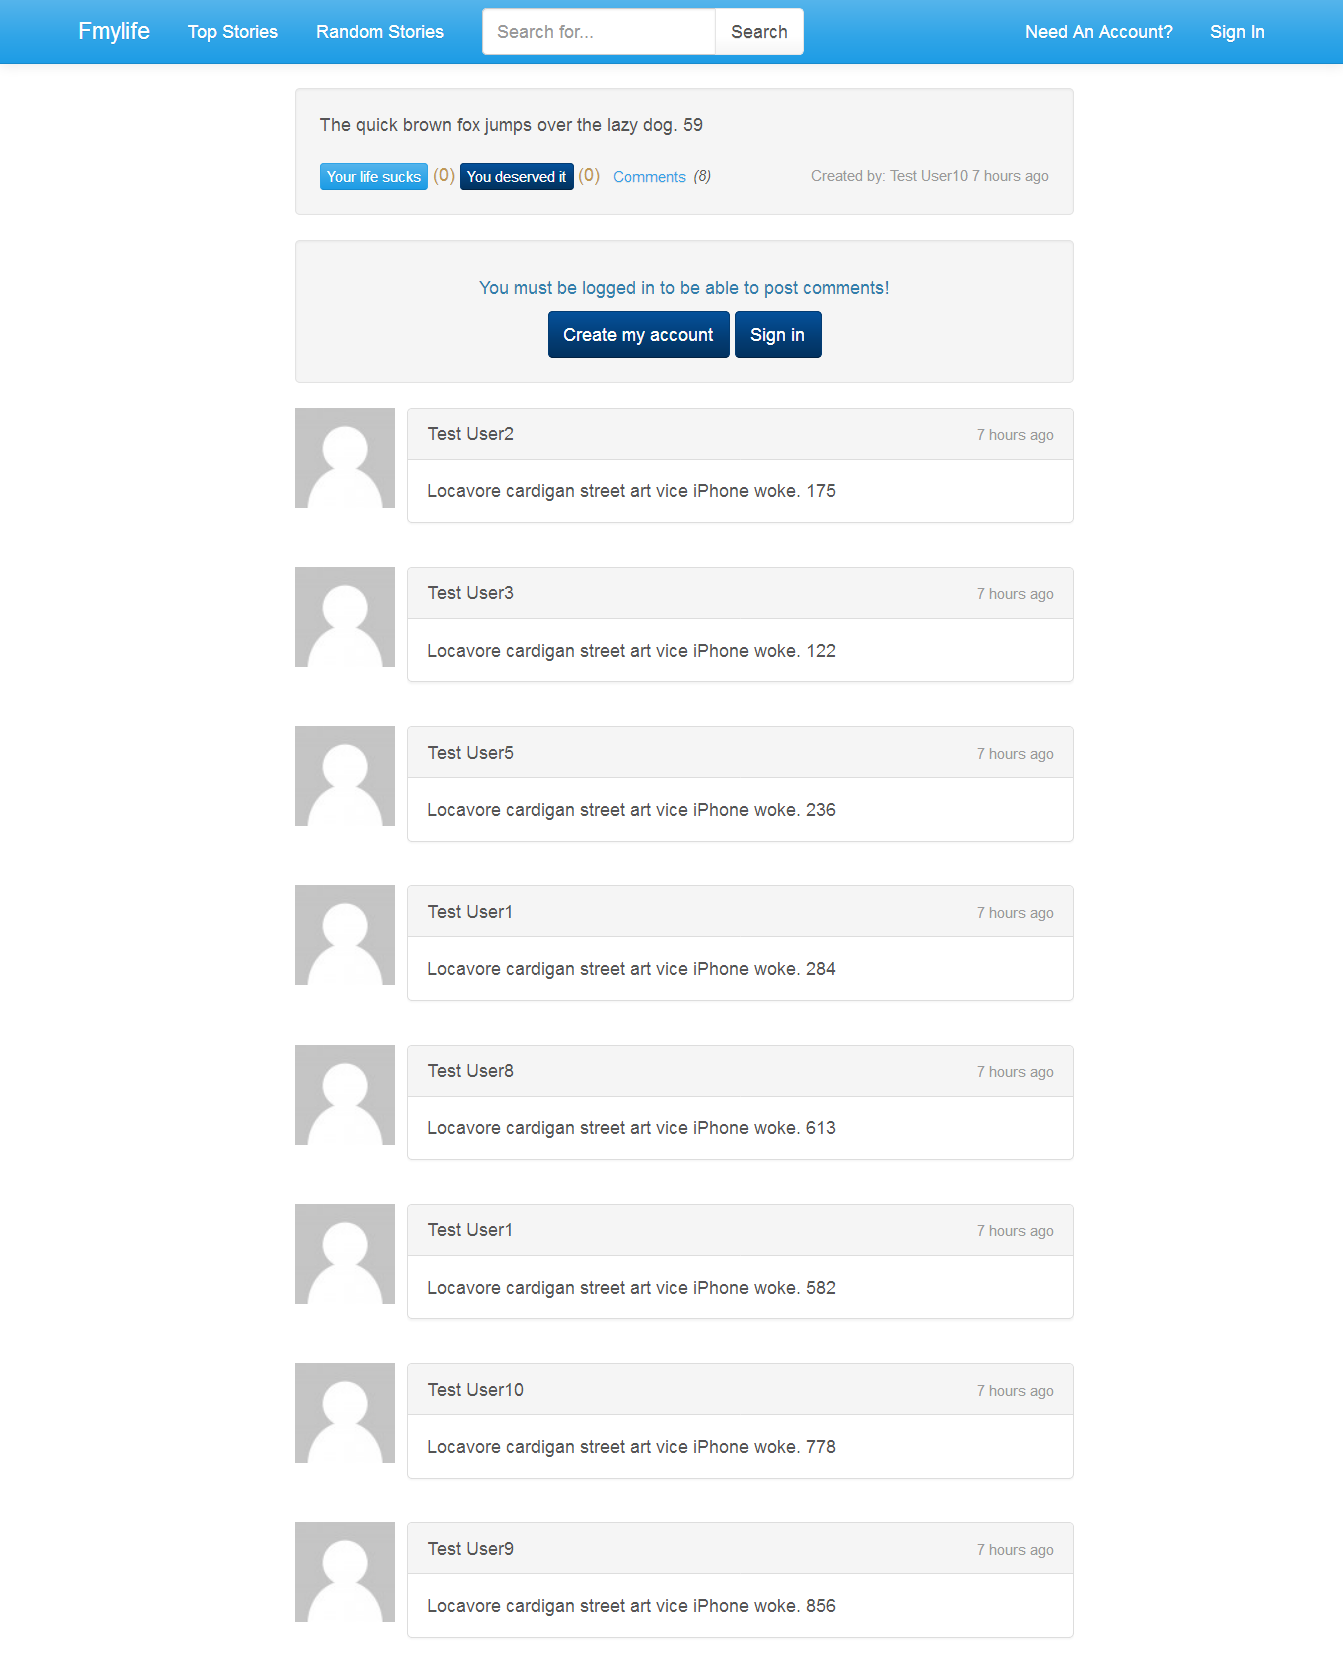 Fmylife Top Stories Random Stories Search for... Search Need An Account? Sign In
The quick brown fox jumps over the lazy dog. 59
Your life sucks (0) You deserved it (0) Comments (8) Created by: Test User10 7 hours ago
You must be logged in to be able to post comments!
Create my account Sign in
Test User2 7 hours ago
Locavore cardigan street art vice iPhone woke. 175
Test User3 7 hours ago
Locavore cardigan street art vice iPhone woke. 122
Test User5 7 hours ago
Locavore cardigan street art vice iPhone woke. 236
Test User1 7 hours ago
Locavore cardigan street art vice iPhone woke. 284
Test User8 7 hours ago
Locavore cardigan street art vice iPhone woke. 613
Test User1 7 hours ago
Locavore cardigan street art vice iPhone woke. 582
Test User10 7 hours ago
Locavore cardigan street art vice iPhone woke. 778
Test User9 7 hours ago
Locavore cardigan street art vice iPhone woke. 856